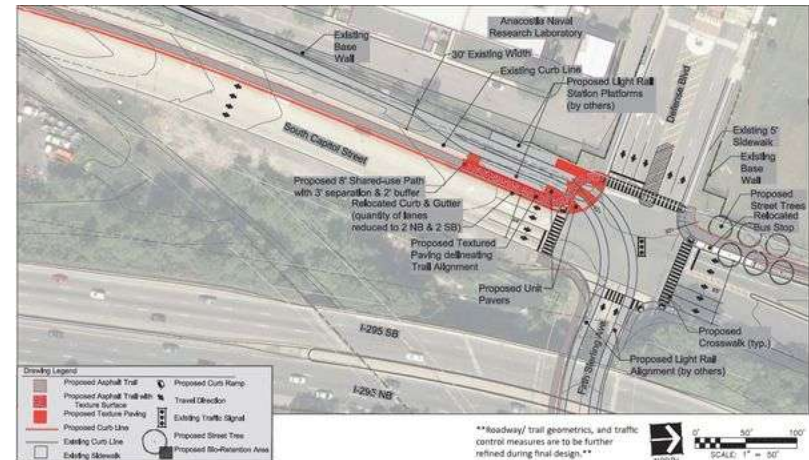 Anacostia Naval
Research Laboratory
Existing
Base
Wall
30' Existing Width
Existing Curb Line
Proposed Light Rail
Station Platforms
(by others)
Defense Blvd
Existing 5'
Sidewalk
Existing
Base
Wall
South Capitol Street
Proposed 8' Shared-use Path
with 3' separation & 2' buffer
Relocated Curb & Gutter
(quantity of lanes
reduced to 2 NB & 2 SB)
Proposed
Street Trees
Relocated
Bus Stop
Proposed Textured
Paving delineating
Trail Alignment
Proposed Unit
Pavers
Firth Sterling Ave
Proposed
Crosswalk (typ.)
Proposed Light Rail
Alignment (by others)
I-295 SB
I-295 NB
Drawing Legend
Proposed Asphalt Trail
Proposed Asphalt Trail with
Texture Surface
Proposed Texture Paving
Proposed Curb Line
Existing Curb Line
Existing Sidewalk
Proposed Curb Ramp
Travel Direction
Existing Traffic Signal
Proposed Street Tree
Proposed Bio-Retention Area
**Roadway/ trail geometrics, and traffic
control measures are to be further
refined during final design.**
0' 50' 100'
SCALE: 1" = 50'